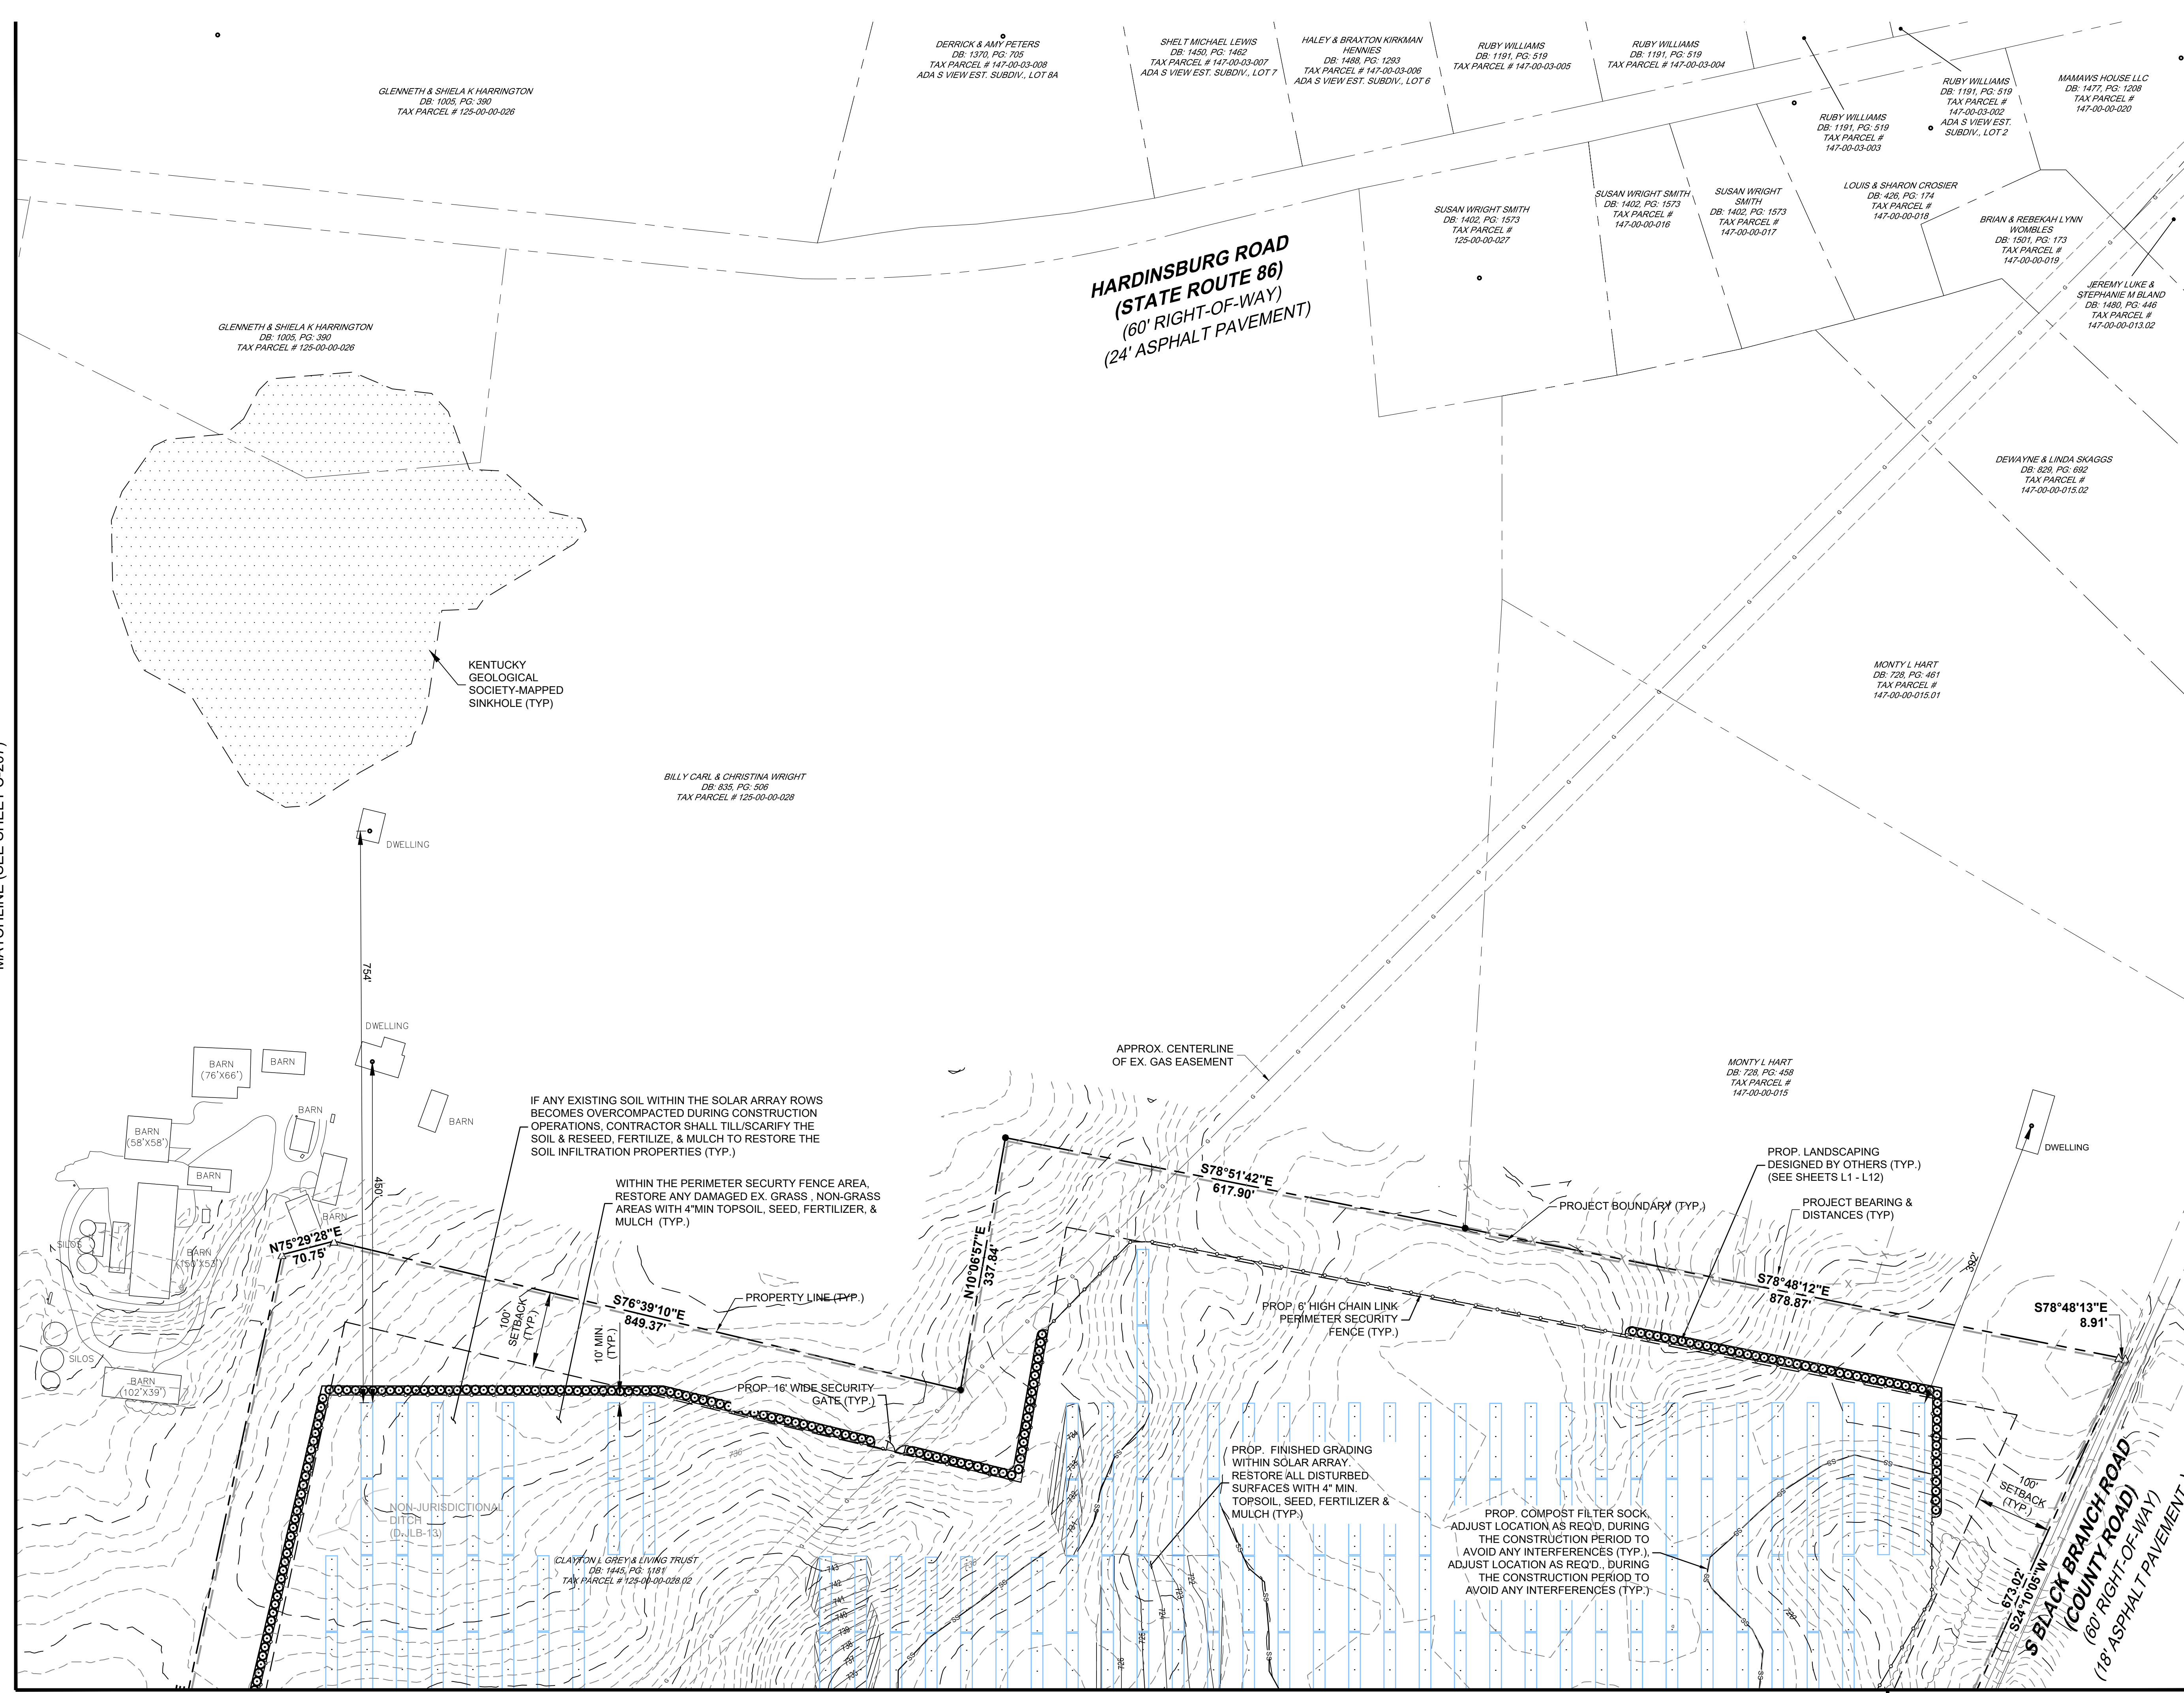 GLENNETH & SHIELA K HARRINGTON
DB: 1005, PG: 390
TAX PARCEL # 125-00-00-026
DERRICK & AMY PETERS
DB: 1370, PG: 705
TAX PARCEL # 147-00-03-008
ADA S VIEW EST. SUBDIV., LOT 8A
SHELT MICHAEL LEWIS
DB: 1450, PG: 1462
TAX PARCEL # 147-00-03-007
ADA S VIEW EST. SUBDIV., LOT 7
HALEY & BRAXTON KIRKMAN
HENNIES
DB: 1488, PG: 1293
TAX PARCEL # 147-00-03-006
ADA S VIEW EST. SUBDIV., LOT 6
RUBY WILLIAMS
DB: 1191, PG: 519
TAX PARCEL # 147-00-03-005
RUBY WILLIAMS
DB: 1191, PG: 519
TAX PARCEL # 147-00-03-004
RUBY WILLIAMS
DB: 1191, PG: 519
TAX PARCEL #
147-00-03-003
RUBY WILLIAMS
DB: 1191, PG: 519
TAX PARCEL #
147-00-03-002
ADA S VIEW EST.
SUBDIV., LOT 2
MAMAWS HOUSE LLC
DB: 1477, PG: 1208
TAX PARCEL #
147-00-00-020
SUSAN WRIGHT SMITH
DB: 1402, PG: 1573
TAX PARCEL #
125-00-00-027
SUSAN WRIGHT SMITH
DB: 1402, PG: 1573
TAX PARCEL #
147-00-00-016
SUSAN WRIGHT
SMITH
DB: 1402, PG: 1573
TAX PARCEL #
147-00-00-017
LOUIS & SHARON CROSIER
DB: 426, PG: 174
TAX PARCEL #
147-00-00-018
BRIAN & REBEKAH LYNN
WOMBLES
DB: 1501, PG: 173
TAX PARCEL #
147-00-00-019
JEREMY LUKE &
STEPHANIE M BLAND
DB: 1480, PG: 446
TAX PARCEL #
147-00-00-013.02
HARDINSBURG ROAD
(STATE ROUTE 86)
(60' RIGHT-OF-WAY)
(24' ASPHALT PAVEMENT)
GLENNETH & SHIELA K HARRINGTON
DB: 1005, PG: 390
TAX PARCEL # 125-00-00-026
DEWAYNE & LINDA SKAGGS
DB: 829, PG: 692
TAX PARCEL #
147-00-00-015.02
KENTUCKY
GEOLOGICAL
SOCIETY-MAPPED
SINKHOLE (TYP)
MONTY L HART
DB: 728, PG: 461
TAX PARCEL #
147-00-00-015.01
BILLY CARL & CHRISTINA WRIGHT
DB: 835, PG: 506
TAX PARCEL # 125-00-00-028
DWELLING
754'
DWELLING
BARN
(76'X66')
BARN
BARN
BARN
BARN
(58'X58')
BARN
BARN
BARN
(150'X53')
SILOS
SILOS
BARN
(102'X39')
450'
IF ANY EXISTING SOIL WITHIN THE SOLAR ARRAY ROWS
BECOMES OVERCOMPACTED DURING CONSTRUCTION
OPERATIONS, CONTRACTOR SHALL TILL/SCARIFY THE
SOIL & RESEED, FERTILIZE, & MULCH TO RESTORE THE
SOIL INFILTRATION PROPERTIES (TYP.)
WITHIN THE PERIMETER SECURTY FENCE AREA,
RESTORE ANY DAMAGED EX. GRASS , NON-GRASS
AREAS WITH 4"MIN TOPSOIL, SEED, FERTILIZER, &
MULCH (TYP.)
APPROX. CENTERLINE
OF EX. GAS EASEMENT
MONTY L HART
DB: 728, PG: 458
TAX PARCEL #
147-00-00-015
DWELLING
392'
PROP. LANDSCAPING
DESIGNED BY OTHERS (TYP.)
(SEE SHEETS L1 - L12)
PROJECT BOUNDARY (TYP.)
PROJECT BEARING &
DISTANCES (TYP)
N75°29'28"E
70.75'
S76°39'10"E
849.37'
N10°06'57"E
337.84'
S78°51'42"E
617.90'
S78°48'12"E
878.87'
S78°48'13"E
8.91'
PROPERTY LINE (TYP.)
100'
SETBACK
(TYP.)
10' MIN.
(TYP.)
PROP. 6' HIGH CHAIN LINK
PERIMETER SECURITY
FENCE (TYP.)
PROP. 16' WIDE SECURITY
GATE (TYP.)
PROP. FINISHED GRADING
WITHIN SOLAR ARRAY.
RESTORE ALL DISTURBED
SURFACES WITH 4" MIN.
TOPSOIL, SEED, FERTILIZER &
MULCH (TYP.)
PROP. COMPOST FILTER SOCK,
ADJUST LOCATION AS REQ'D, DURING
THE CONSTRUCTION PERIOD TO
AVOID ANY INTERFERENCES (TYP.),
ADJUST LOCATION AS REQ'D., DURING
THE CONSTRUCTION PERIOD TO
AVOID ANY INTERFERENCES (TYP.)
NON-JURISDICTIONAL
DITCH
(D-JLB-13)
CLAYTON L GREY & LIVING TRUST
DB: 1445, PG: 1181
TAX PARCEL # 125-00-00-028.02
100'
SETBACK
(TYP.)
673.02'
S24°10'05"W
S BLACK BRANCH ROAD
(COUNTY ROAD)
(60' RIGHT-OF-WAY)
(18' ASPHALT PAVEMENT)
743
742
741
740
739
738
737
735
734
733
732
731